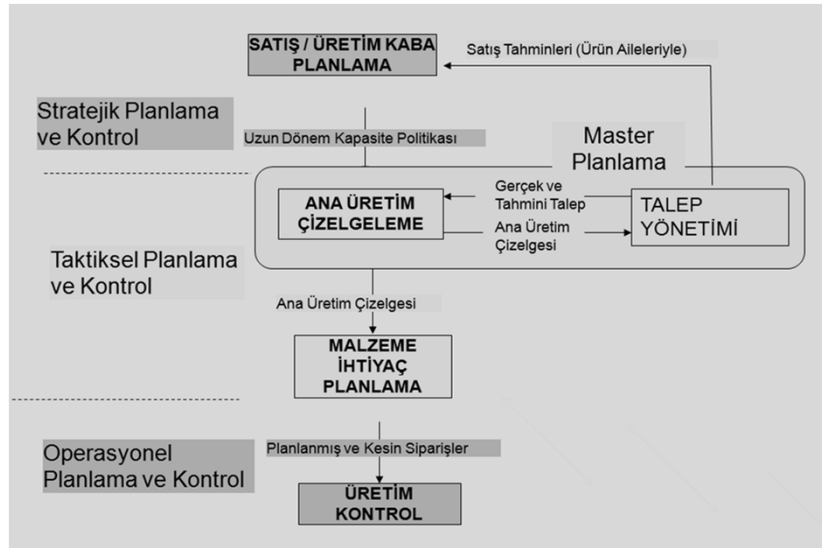 SATIŞ / ÜRETİM KABA
PLANLAMA
Satış Tahminleri (Ürün Aileleriyle)
Stratejik Planlama
ve Kontrol
Uzun Dönem Kapasite Politikası
Master
Planlama
ANA ÜRETİM
ÇİZELGELEME
Gerçek ve
Tahmini Talep
Ana Üretim
Çizelgesi
TALEP
YÖNETİMİ
Taktiksel Planlama
ve Kontrol
Ana Üretim Çizelgesi
MALZEME
İHTİYAÇ
PLANLAMA
Operasyonel
Planlama ve Kontrol
Planlanmış ve Kesin Siparişler
ÜRETİM
KONTROL